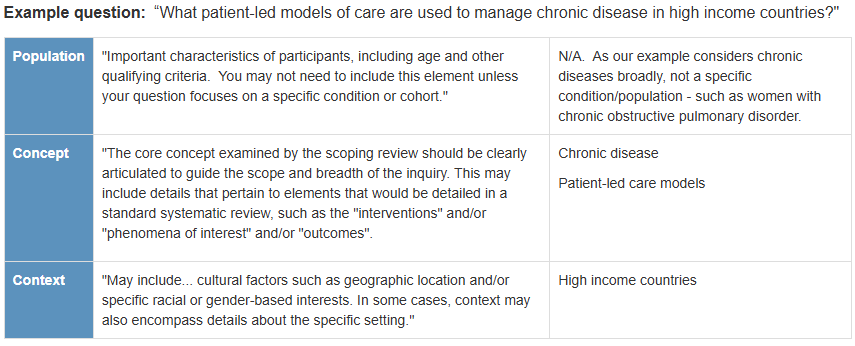 Example question: “What patient-led models of care are used to manage chronic disease in high income countries?"
Population
"Important characteristics of participants, including age and other
qualifying criteria. You may not need to include this element unless
your question focuses on a specific condition or cohort."
N/A. As our example considers chronic
diseases broadly, not a specific
condition/population - such as women with
chronic obstructive pulmonary disorder.
Concept
"The core concept examined by the scoping review should be clearly
articulated to guide the scope and breadth of the inquiry. This may
include details that pertain to elements that would be detailed in a
standard systematic review, such as the "interventions" and/or
"phenomena of interest" and/or "outcomes".
Chronic disease
Patient-led care models
Context
"May include... cultural factors such as geographic location and/or
specific racial or gender-based interests. In some cases, context may
also encompass details about the specific setting."
High income countries